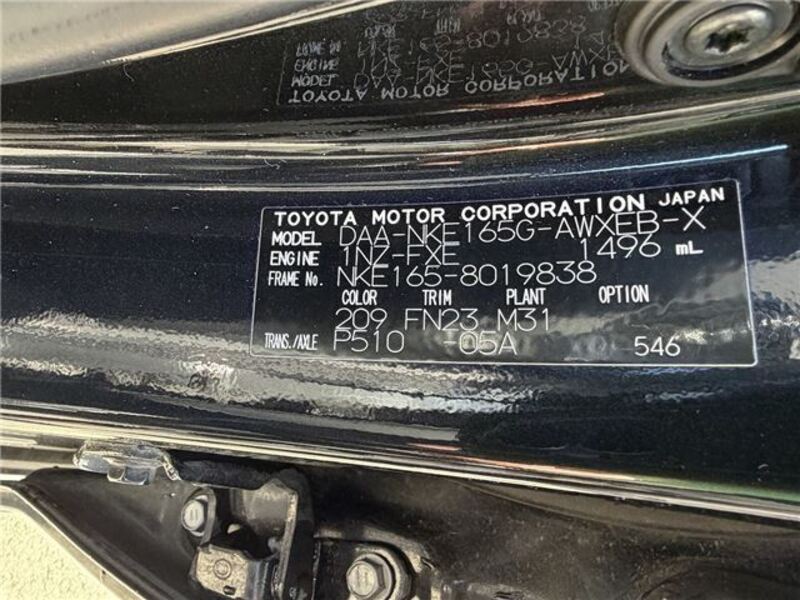 TOYOTA MOTOR CORPORATION JAPAN
MODEL DAA-NKE165G-AWXEB-X
ENGINE 1NZ-FXE 1496 mL
FRAME No. NKE165-8019838
COLOR TRIM PLANT OPTION
209 FN23 M31
TRANS./AXLE P510 -05A 546